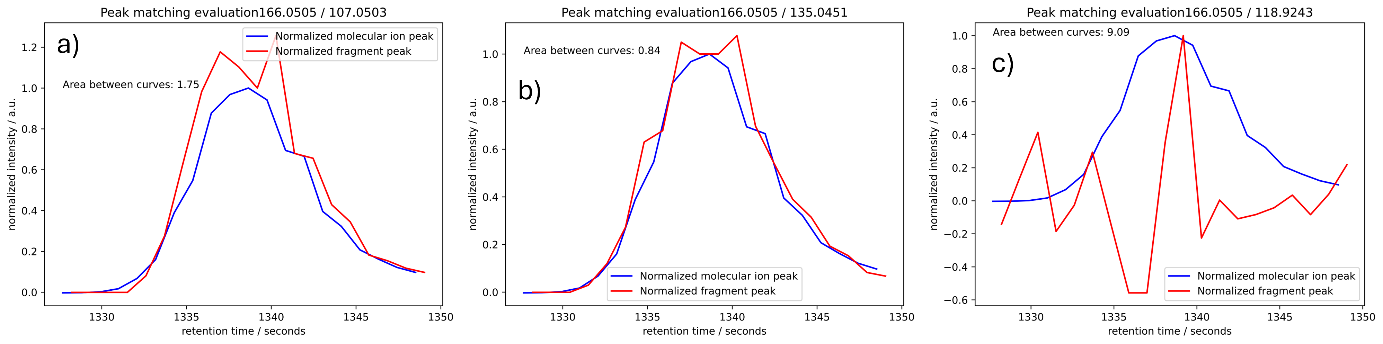 Peak matching evaluation166.0505 / 107.0503
a)
Normalized molecular ion peak
Normalized fragment peak
Area between curves: 1.75
normalized intensity / a.u.
1.2
1.0
0.8
0.6
0.4
0.2
0.0
1330
1335
1340
1345
1350
retention time / seconds
Peak matching evaluation166.0505 / 135.0451
Area between curves: 0.84
b)
normalized intensity / a.u.
1.0
0.8
0.6
0.4
0.2
0.0
Normalized molecular ion peak
Normalized fragment peak
1330
1335
1340
1345
1350
retention time / seconds
Peak matching evaluation166.0505 / 118.9243
Area between curves: 9.09
c)
normalized intensity / a.u.
1.0
0.8
0.6
0.4
0.2
0.0
−0.2
−0.4
−0.6
Normalized molecular ion peak
Normalized fragment peak
1330
1335
1340
1345
1350
retention time / seconds